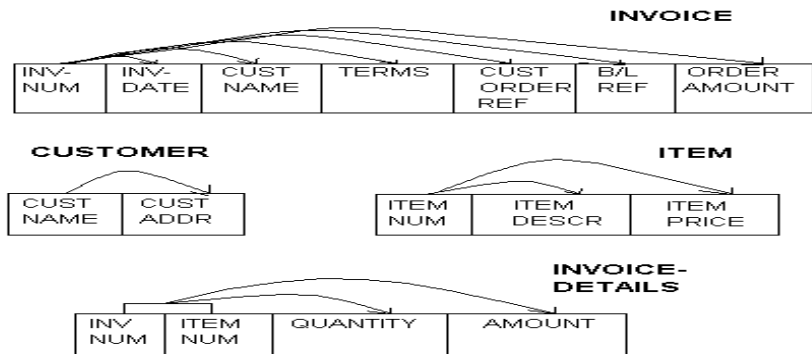 INVOICE
INV-
NUM
INV-
DATE
CUST
NAME
TERMS
CUST
ORDER
REF
B/L
REF
ORDER
AMOUNT
CUSTOMER
CUST
NAME
CUST
ADDR
ITEM
ITEM
NUM
ITEM
DESCR
ITEM
PRICE
INVOICE-
DETAILS
INV
NUM
ITEM
NUM
QUANTITY
AMOUNT